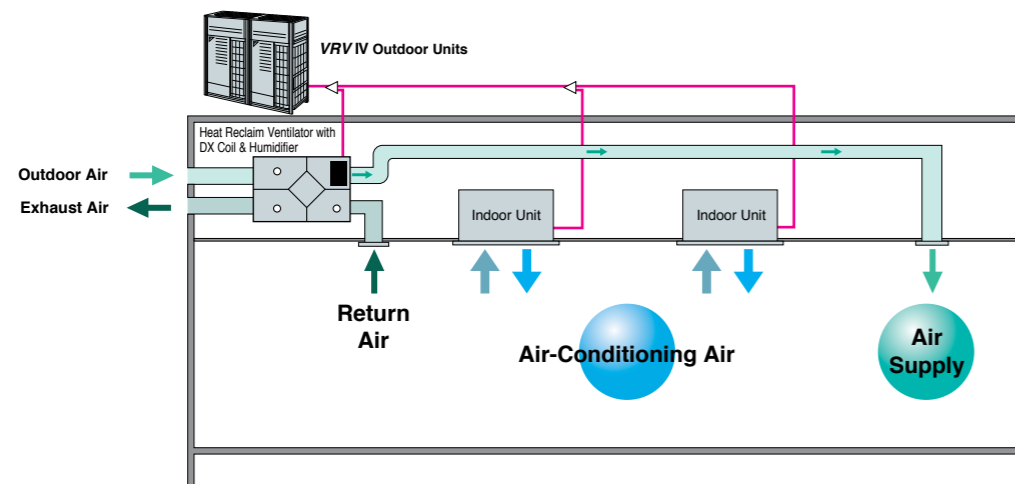 VRV IV Outdoor Units
Heat Reclaim Ventilator with
DX Coil & Humidifier
Outdoor Air
Exhaust Air
Indoor Unit
Indoor Unit
Return
Air
Air-Conditioning Air
Air
Supply